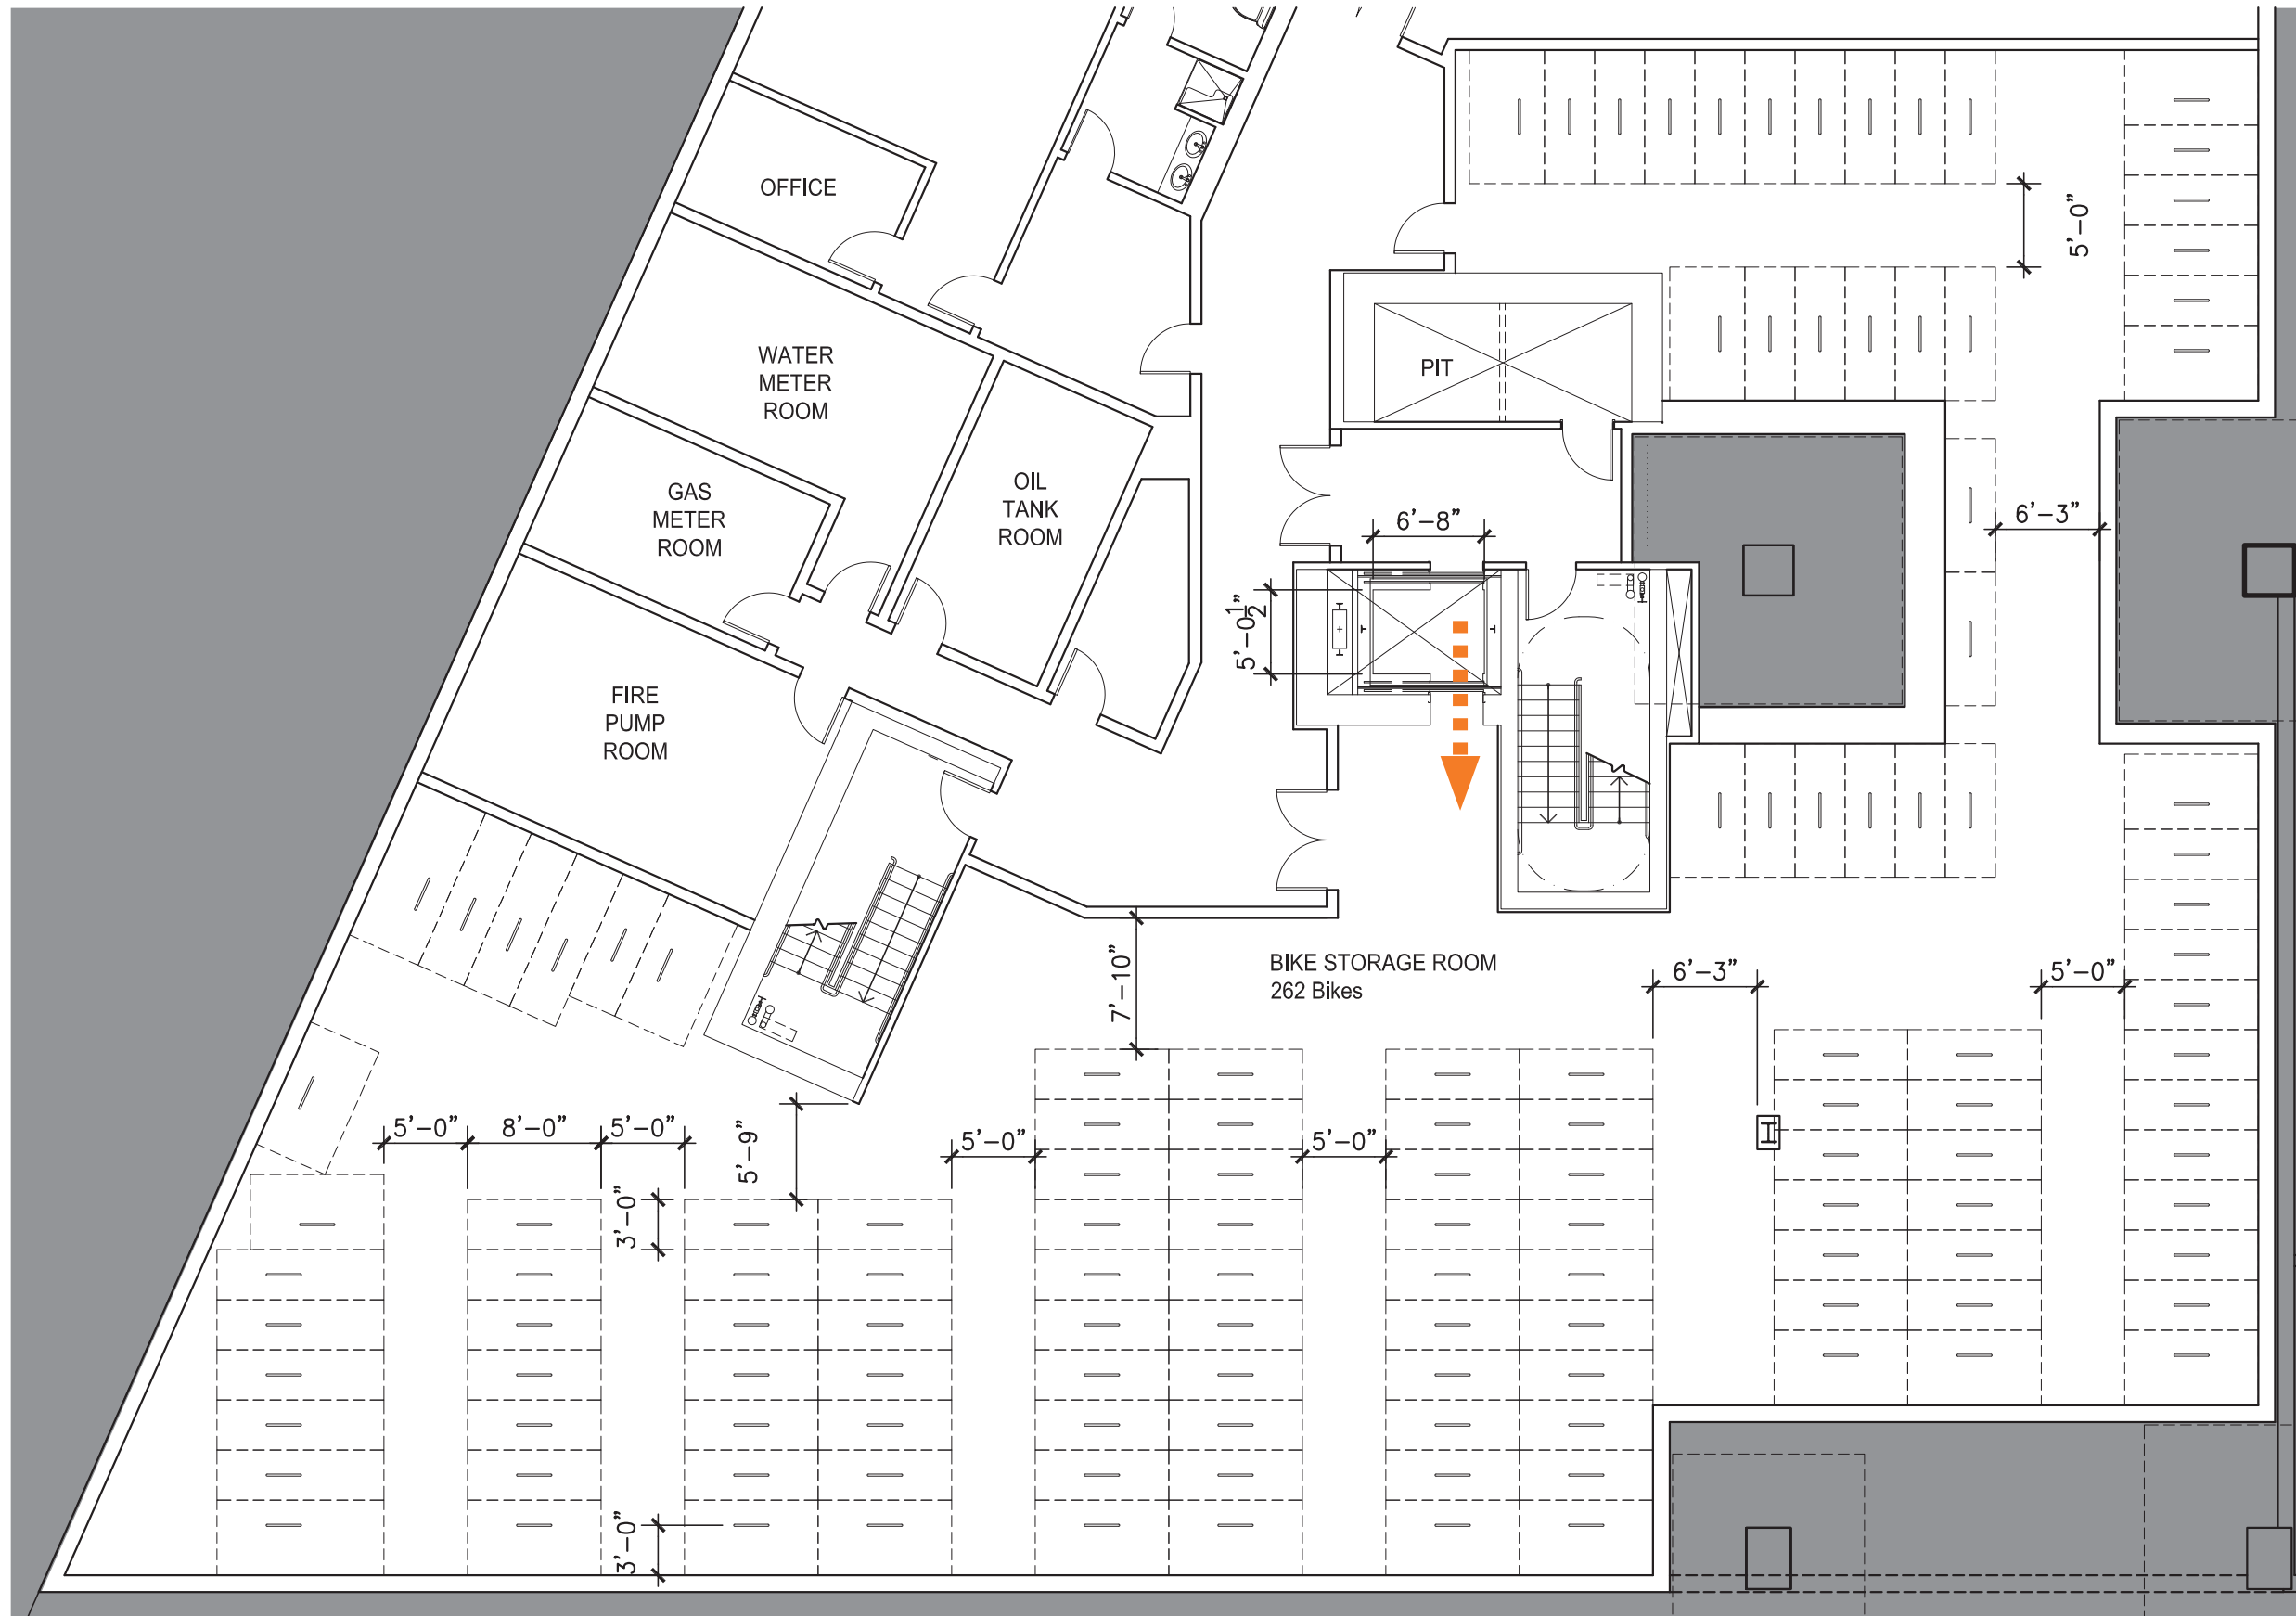 OFFICE
5'-0"
WATER
METER
ROOM
PIT
GAS
METER
ROOM
OIL
TANK
ROOM
6'-8"
6'-3"
5'-0 1/2"
FIRE
PUMP
ROOM
7'-10"
BIKE STORAGE ROOM
262 Bikes
6'-3"
5'-0"
5'-0"
8'-0"
5'-0"
5'-9"
5'-0"
5'-0"
3'-0"
3'-0"